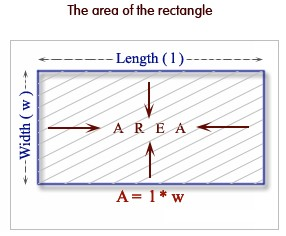 The area of the rectangle
Length ( l )
Width ( w )
A R E A
A = l * w